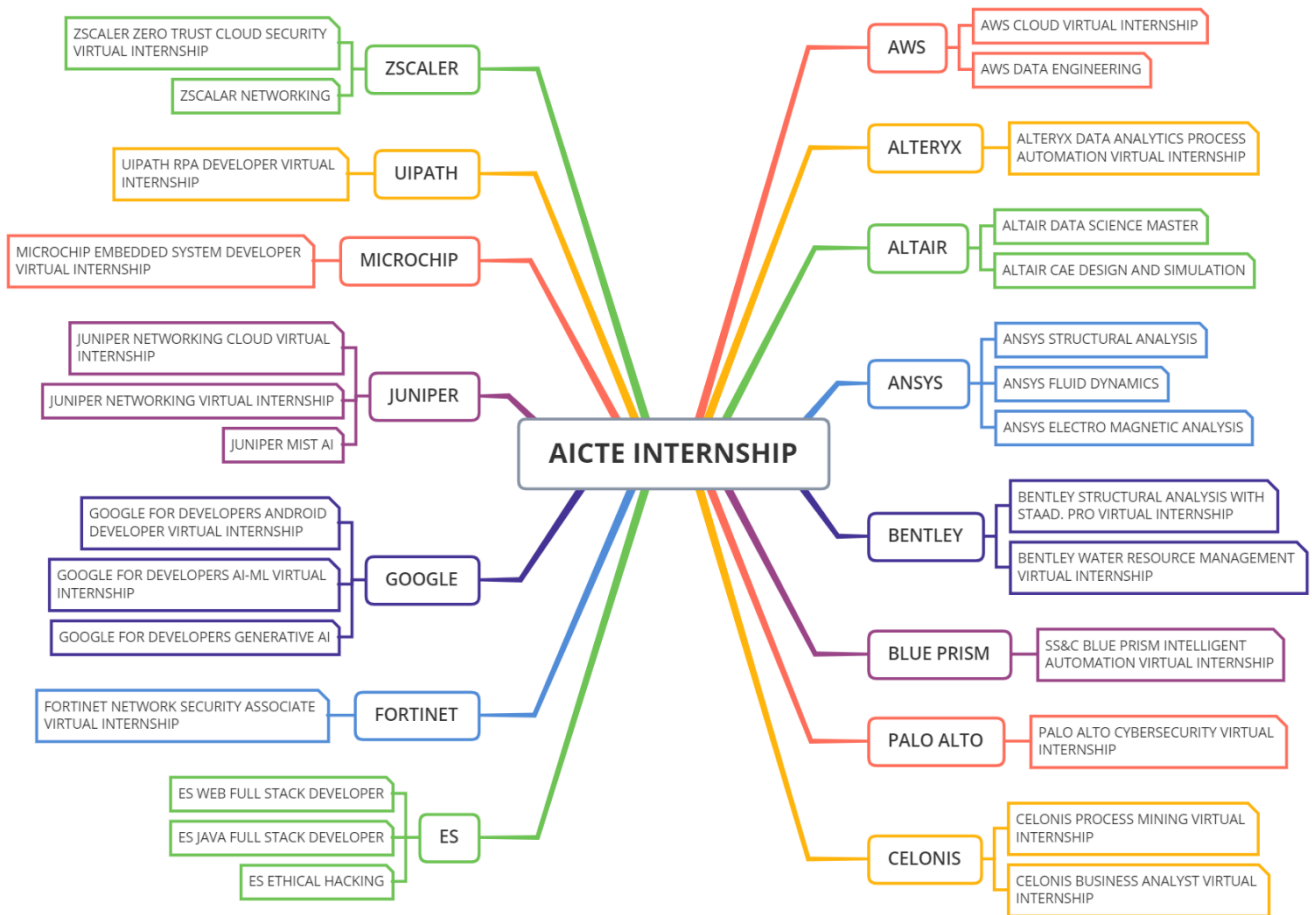 AICTE INTERNSHIP
AWS
AWS CLOUD VIRTUAL INTERNSHIP
AWS DATA ENGINEERING
ALTERYX
ALTERYX DATA ANALYTICS PROCESS
AUTOMATION VIRTUAL INTERNSHIP
ALTAIR
ALTAIR DATA SCIENCE MASTER
ALTAIR CAE DESIGN AND SIMULATION
ANSYS
ANSYS STRUCTURAL ANALYSIS
ANSYS FLUID DYNAMICS
ANSYS ELECTRO MAGNETIC ANALYSIS
BENTLEY
BENTLEY STRUCTURAL ANALYSIS WITH
STAAD. PRO VIRTUAL INTERNSHIP
BENTLEY WATER RESOURCE MANAGEMENT
VIRTUAL INTERNSHIP
BLUE PRISM
SS&C BLUE PRISM INTELLIGENT
AUTOMATION VIRTUAL INTERNSHIP
PALO ALTO
PALO ALTO CYBERSECURITY VIRTUAL
INTERNSHIP
CELONIS
CELONIS PROCESS MINING VIRTUAL
INTERNSHIP
CELONIS BUSINESS ANALYST VIRTUAL
INTERNSHIP
ZSCALER
ZSCALER ZERO TRUST CLOUD SECURITY
VIRTUAL INTERNSHIP
ZSCALAR NETWORKING
UIPATH
UIPATH RPA DEVELOPER VIRTUAL
INTERNSHIP
MICROCHIP
MICROCHIP EMBEDDED SYSTEM DEVELOPER
VIRTUAL INTERNSHIP
JUNIPER
JUNIPER NETWORKING CLOUD VIRTUAL
INTERNSHIP
JUNIPER NETWORKING VIRTUAL INTERNSHIP
JUNIPER MIST AI
GOOGLE
GOOGLE FOR DEVELOPERS ANDROID
DEVELOPER VIRTUAL INTERNSHIP
GOOGLE FOR DEVELOPERS AI-ML VIRTUAL
INTERNSHIP
GOOGLE FOR DEVELOPERS GENERATIVE AI
FORTINET
FORTINET NETWORK SECURITY ASSOCIATE
VIRTUAL INTERNSHIP
ES
ES WEB FULL STACK DEVELOPER
ES JAVA FULL STACK DEVELOPER
ES ETHICAL HACKING